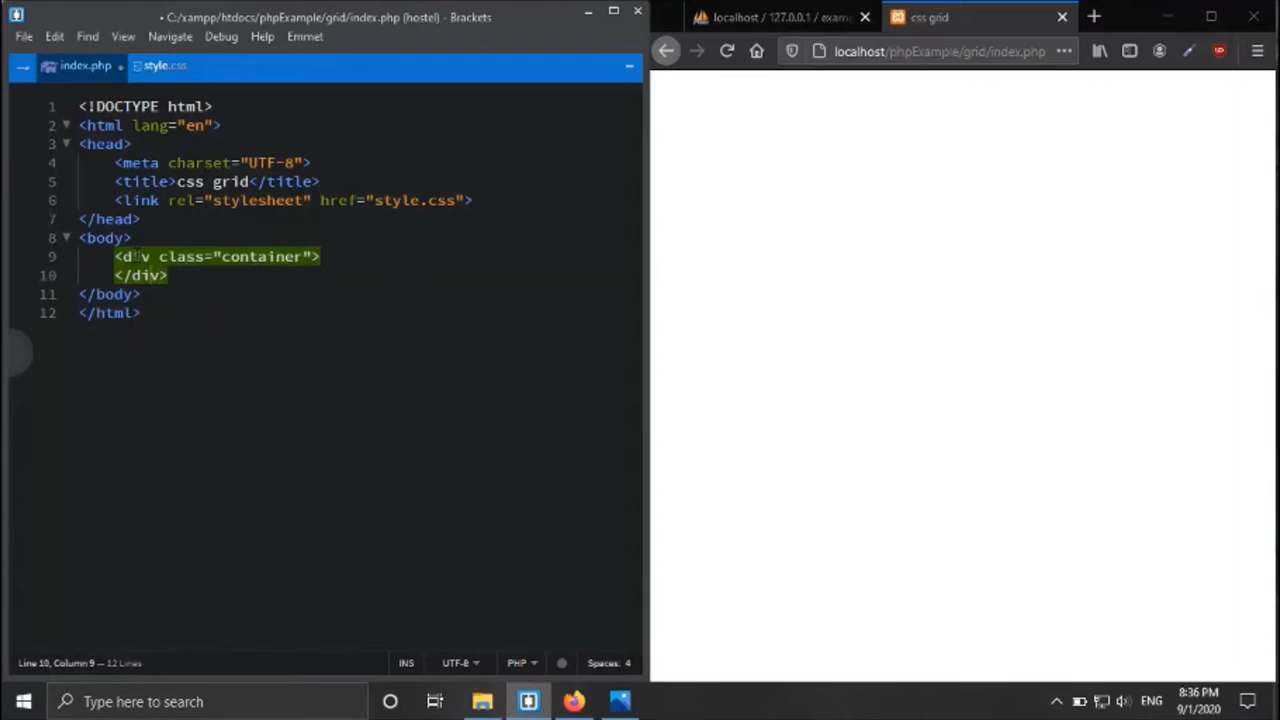 • C:/xampp/htdocs/phpExample/grid/index.php (hostel) - Brackets
File Edit Find View Navigate Debug Help Emmet
index.php • style.css
1 <!DOCTYPE html>
2 <html lang="en">
3 <head>
4 <meta charset="UTF-8">
5 <title>css grid</title>
6 <link rel="stylesheet" href="style.css">
7 </head>
8 <body>
9 <div class="container">
10 </div>
11 </body>
12 </html>
Line 10, Column 9 — 12 Lines INS UTF-8 PHP Spaces: 4
localhost / 127.0.0.1 / examp css grid
localhost/phpExample/grid/index.php
Type here to search
ENG 8:36 PM
9/1/2020